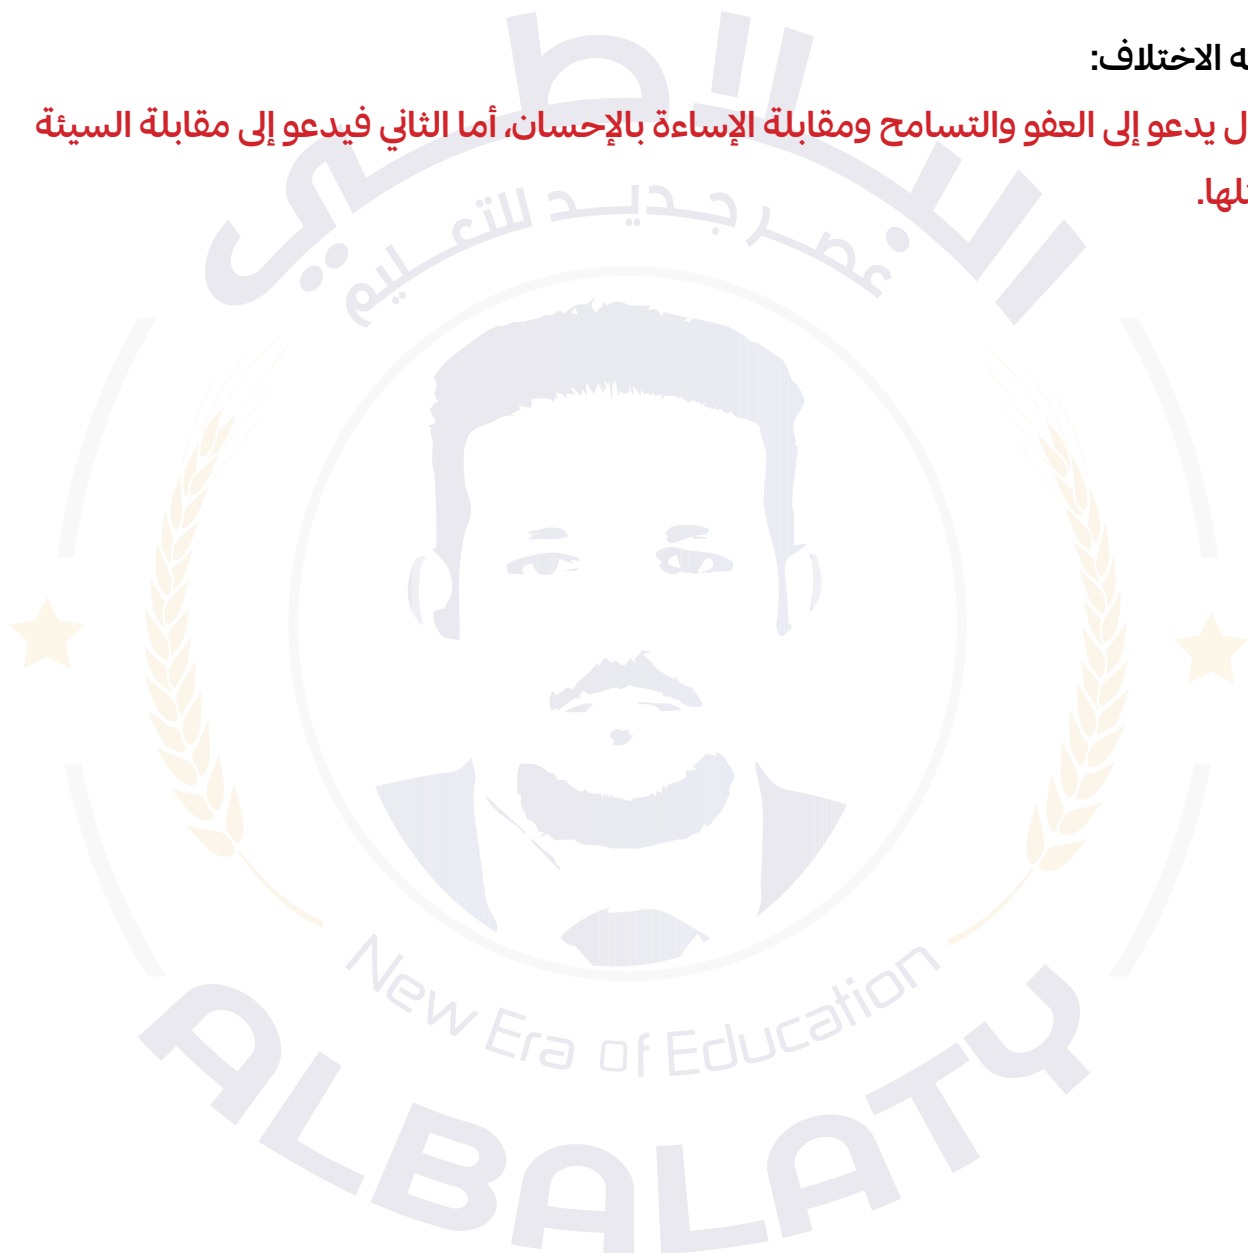 ه الاختلاف:
ل يدعو إلى العفو والتسامح ومقابلة الإساءة بالإحسان، أما الثاني فيدعو إلى مقابلة السيئة
ثلها.
البلاطي
عصر جديد للتعليم
New Era of Education
ALBALATY